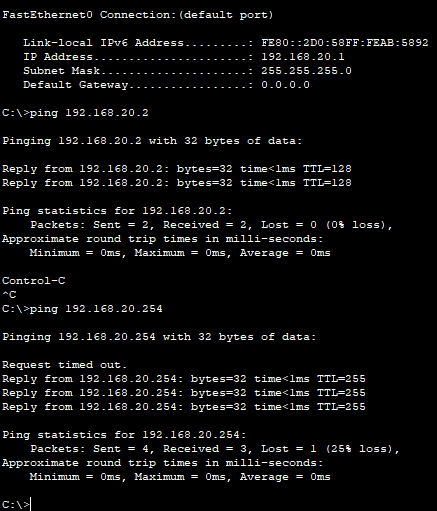 FastEthernet0 Connection:(default port)
Link-local IPv6 Address.........: FE80::2D0:58FF:FEAB:5892
IP Address......................: 192.168.20.1
Subnet Mask.....................: 255.255.255.0
Default Gateway.................: 0.0.0.0
C:\>ping 192.168.20.2
Pinging 192.168.20.2 with 32 bytes of data:
Reply from 192.168.20.2: bytes=32 time<1ms TTL=128
Reply from 192.168.20.2: bytes=32 time<1ms TTL=128
Ping statistics for 192.168.20.2:
Packets: Sent = 2, Received = 2, Lost = 0 (0% loss),
Approximate round trip times in milli-seconds:
Minimum = 0ms, Maximum = 0ms, Average = 0ms
Control-C
^C
C:\>ping 192.168.20.254
Pinging 192.168.20.254 with 32 bytes of data:
Request timed out.
Reply from 192.168.20.254: bytes=32 time<1ms TTL=255
Reply from 192.168.20.254: bytes=32 time<1ms TTL=255
Reply from 192.168.20.254: bytes=32 time<1ms TTL=255
Ping statistics for 192.168.20.254:
Packets: Sent = 4, Received = 3, Lost = 1 (25% loss),
Approximate round trip times in milli-seconds:
Minimum = 0ms, Maximum = 0ms, Average = 0ms
C:\>